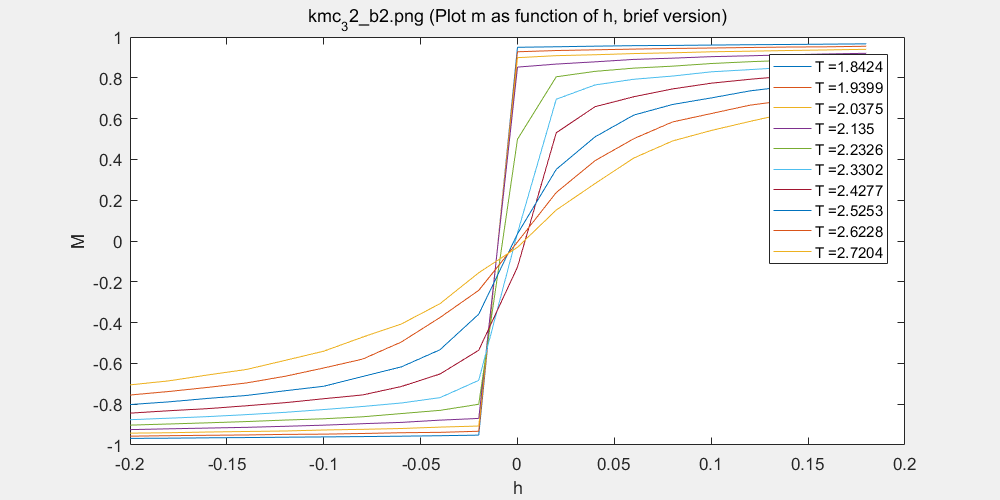 kmc_32_b2.png (Plot m as function of h, brief version)
M
1
0.8
0.6
0.4
0.2
0
-0.2
-0.4
-0.6
-0.8
-1
T =1.8424
T =1.9399
T =2.0375
T =2.135
T =2.2326
T =2.3302
T =2.4277
T =2.5253
T =2.6228
T =2.7204
-0.2 -0.15 -0.1 -0.05 0 0.05 0.1 0.15 0.2
h